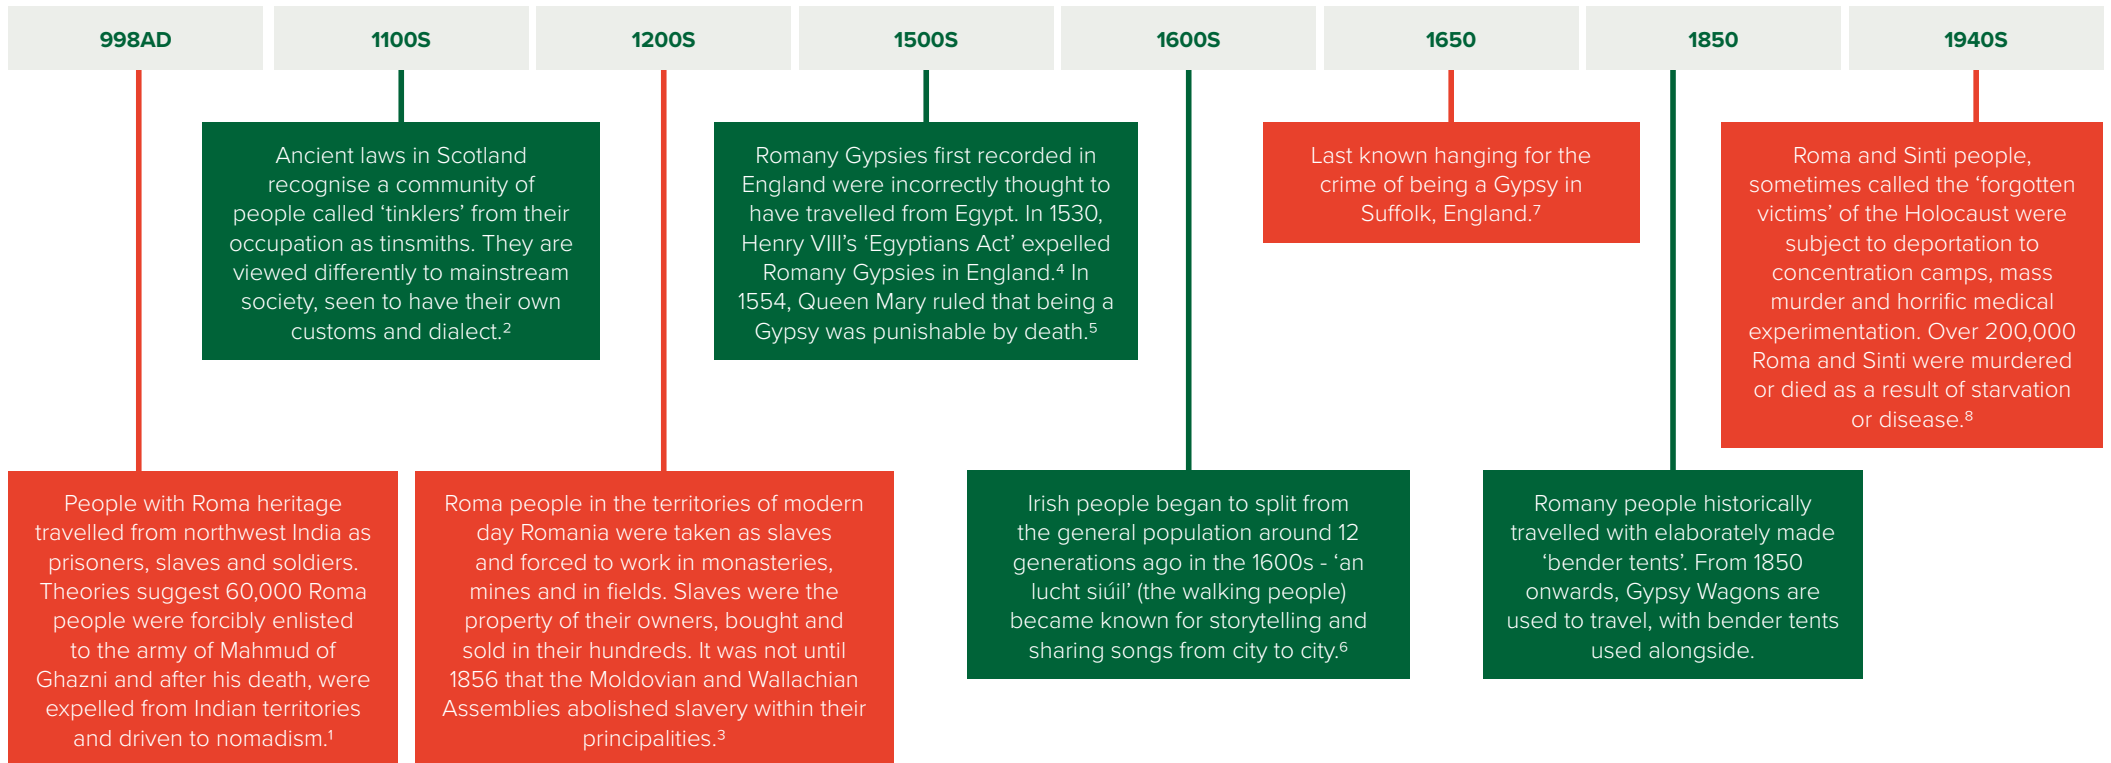 998AD
1100S
1200S
1500S
1600S
1650
1850
1940S
Ancient laws in Scotland
recognise a community of
people called ‘tinklers’ from their
occupation as tinsmiths. They are
viewed differently to mainstream
society, seen to have their own
customs and dialect.²
Romany Gypsies first recorded in
England were incorrectly thought to
have travelled from Egypt. In 1530,
Henry VIII’s ‘Egyptians Act’ expelled
Romany Gypsies in England.⁴ In
1554, Queen Mary ruled that being a
Gypsy was punishable by death.⁵
Last known hanging for the
crime of being a Gypsy in
Suffolk, England.⁷
Roma and Sinti people,
sometimes called the ‘forgotten
victims’ of the Holocaust were
subject to deportation to
concentration camps, mass
murder and horrific medical
experimentation. Over 200,000
Roma and Sinti were murdered
or died as a result of starvation
or disease.⁸
People with Roma heritage
travelled from northwest India as
prisoners, slaves and soldiers.
Theories suggest 60,000 Roma
people were forcibly enlisted
to the army of Mahmud of
Ghazni and after his death, were
expelled from Indian territories
and driven to nomadism.¹
Roma people in the territories of modern
day Romania were taken as slaves
and forced to work in monasteries,
mines and in fields. Slaves were the
property of their owners, bought and
sold in their hundreds. It was not until
1856 that the Moldovian and Wallachian
Assemblies abolished slavery within their
principalities.³
Irish people began to split from
the general population around 12
generations ago in the 1600s - ‘an
lucht siúil’ (the walking people)
became known for storytelling and
sharing songs from city to city.⁶
Romany people historically
travelled with elaborately made
‘bender tents’. From 1850
onwards, Gypsy Wagons are
used to travel, with bender tents
used alongside.